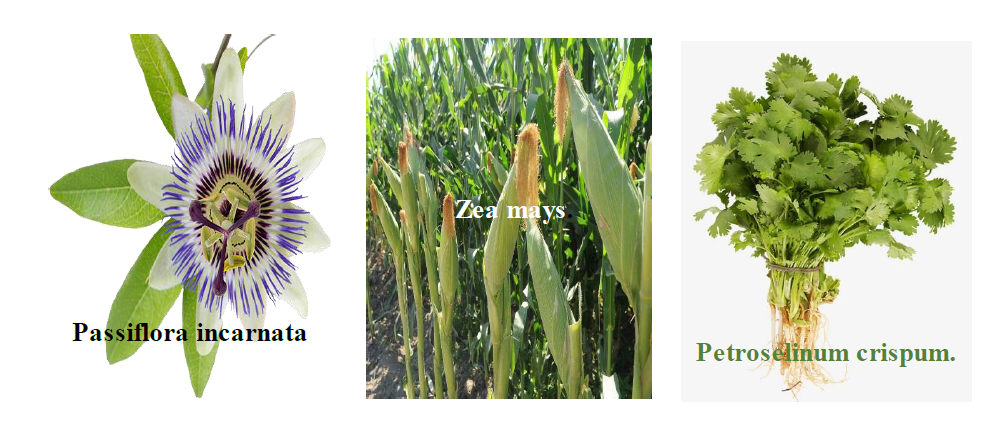 Passiflora incarnata
Zea mays
Petroselinum crispum.